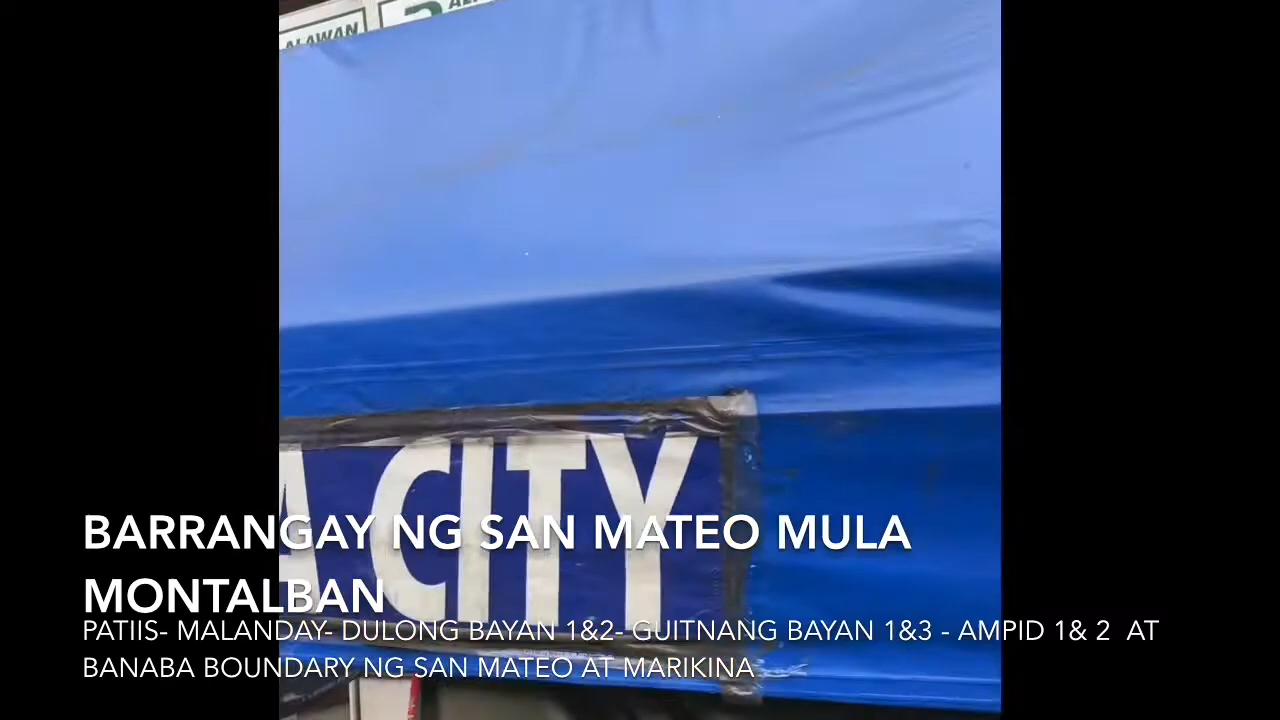 ALAWAN
A CITY
BARRANGAY NG SAN MATEO MULA
MONTALBAN
PATIIS- MALANDAY- DULONG BAYAN 1&2- GUITNANG BAYAN 1&3 - AMPID 1& 2 AT
BANABA BOUNDARY NG SAN MATEO AT MARIKINA